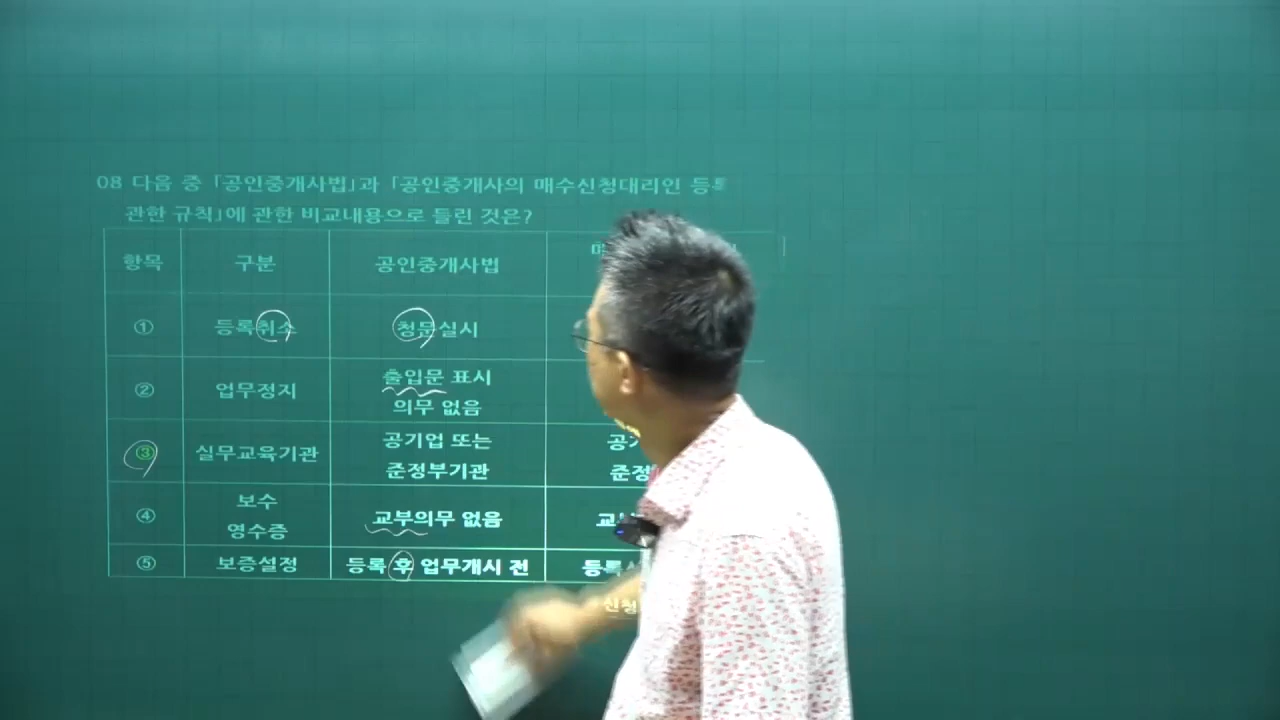 08 다음 중 「공인중개사법」과 「공인중개사의 매수신청대리인 등록
관한 규칙」에 관한 비교내용으로 틀린 것은?
항목 구분 공인중개사법
① 등록취소 청문실시
② 업무정지 출입문 표시
의무 없음
③ 실무교육기관 공기업 또는
준정부기관 준정
④ 보수
영수증 교부의무 없음
⑤ 보증설정 등록 후 업무개시 전 등록
신청